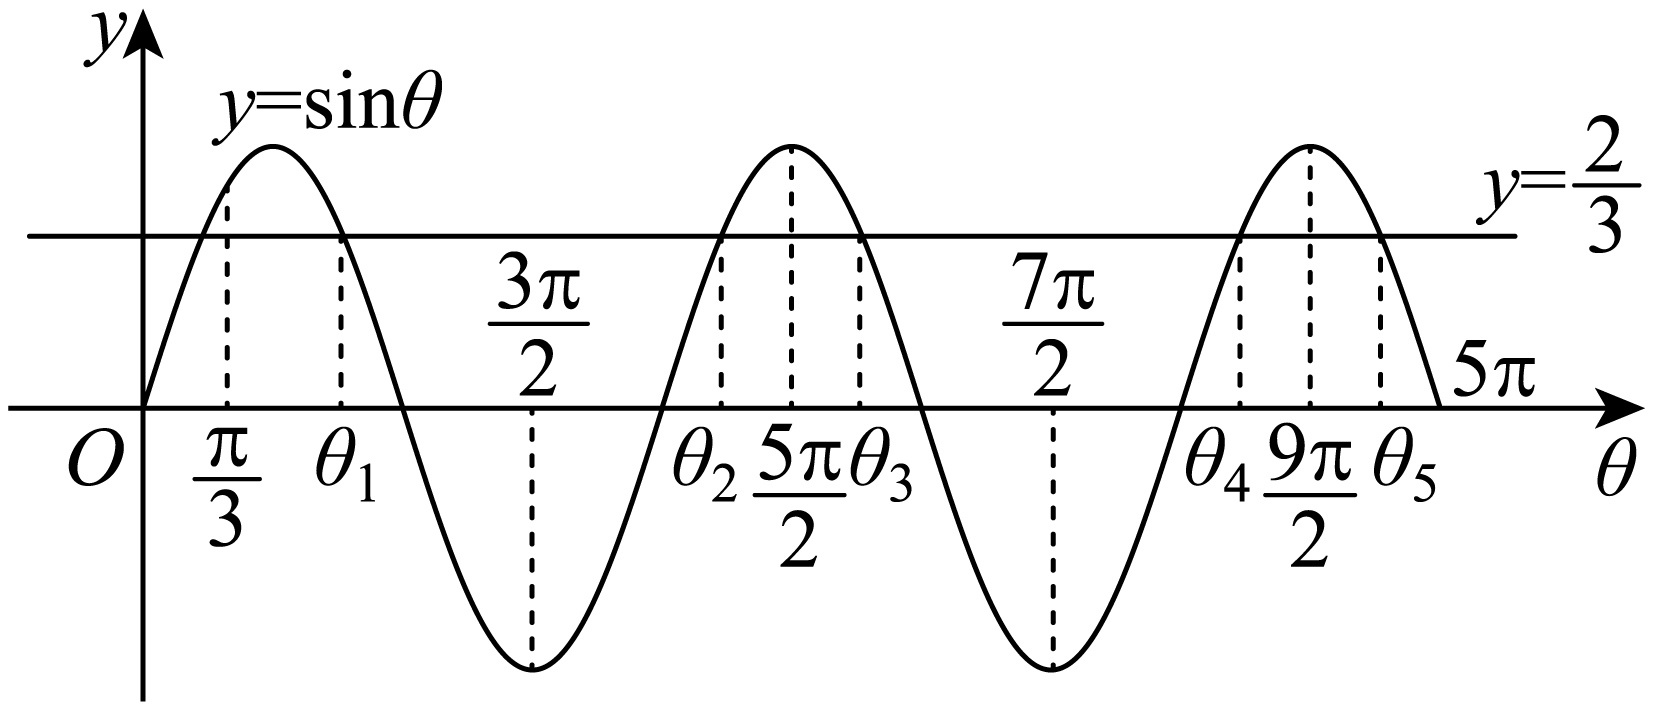 y
y=sinθ
y=2/3
3π/2
7π/2
5π
O
π/3
θ₁
θ₂
5π/2
θ₃
θ₄
9π/2
θ₅
θ